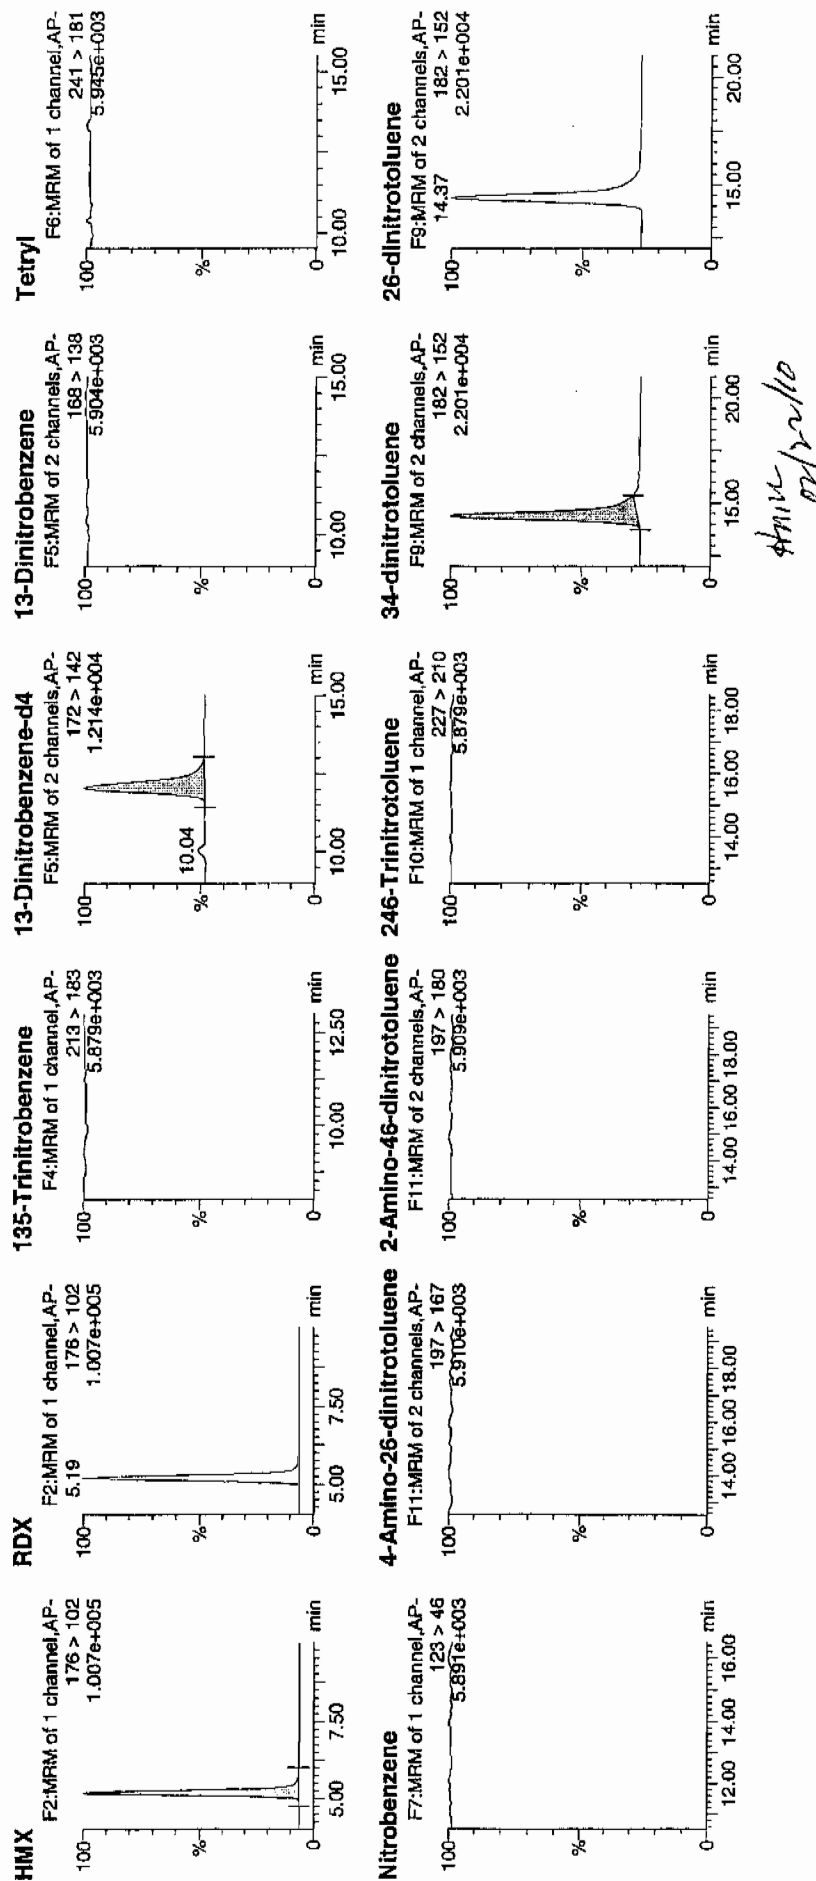 HMX
F2:MRM of 1 channel,AP-
176 > 102
1.007e+005
100
%
0
5.00
7.50
min
RDX
F2:MRM of 1 channel,AP-
5.19
176 > 102
1.007e+005
100
%
0
5.00
7.50
min
135-Trinitrobenzene
F4:MRM of 1 channel,AP-
213 > 183
5.879e+003
100
%
0
10.00
12.50
min
13-Dinitrobenzene-d4
F5:MRM of 2 channels,AP-
172 > 142
1.214e+004
100
10.04
%
0
10.00
15.00
min
13-Dinitrobenzene
F5:MRM of 2 channels,AP-
168 > 138
5.904e+003
100
%
0
10.00
15.00
min
Tetryl
F6:MRM of 1 channel,AP-
241 > 181
5.945e+003
100
%
0
10.00
15.00
min
Nitrobenzene
F7:MRM of 1 channel,AP-
123 > 46
5.891e+003
100
%
0
12.00
14.00
16.00
min
4-Amino-26-dinitrotoluene
F11:MRM of 2 channels,AP-
197 > 167
5.910e+003
100
%
0
14.00
16.00
18.00
min
2-Amino-46-dinitrotoluene
F11:MRM of 2 channels,AP-
197 > 180
5.909e+003
100
%
0
14.00
16.00
18.00
min
246-Trinitrotoluene
F10:MRM of 1 channel,AP-
227 > 210
5.879e+003
100
%
0
14.00
16.00
18.00
min
34-dinitrotoluene
F9:MRM of 2 channels,AP-
182 > 152
2.201e+004
100
%
0
15.00
20.00
min
26-dinitrotoluene
F9:MRM of 2 channels,AP-
14.37
182 > 152
2.201e+004
100
%
0
15.00
20.00
min